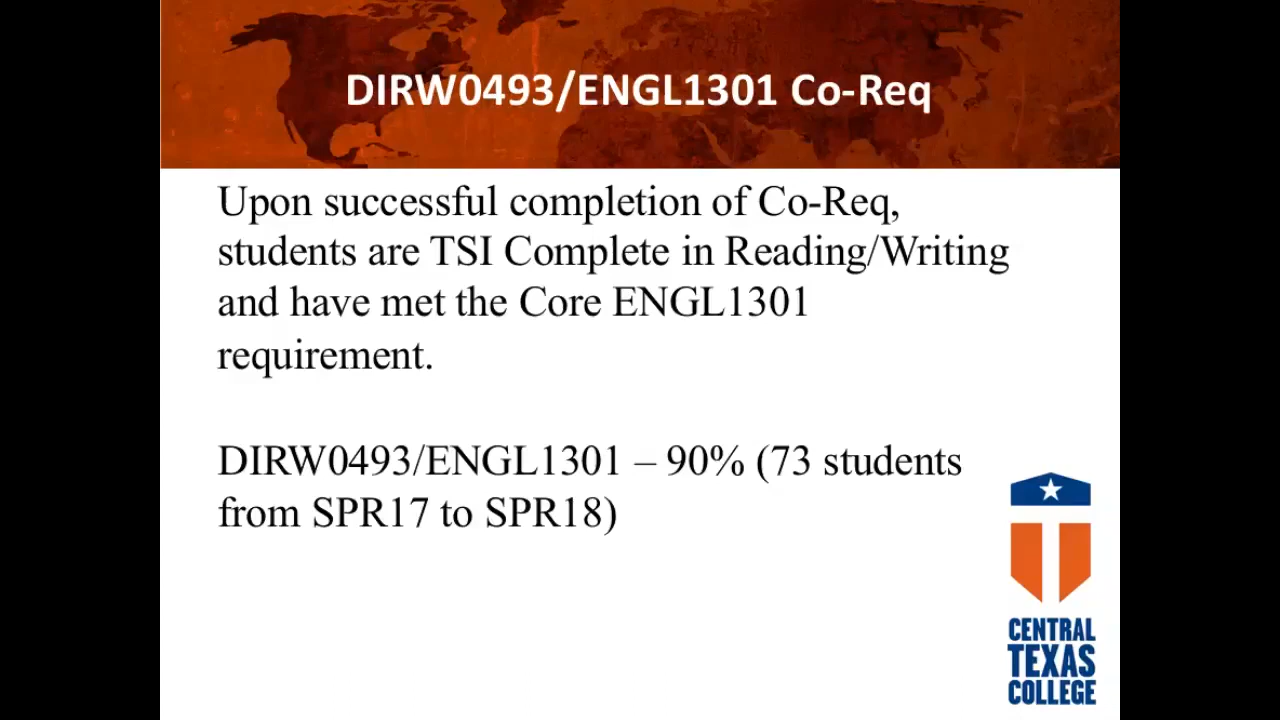 DIRW0493/ENGL1301 Co-Req
Upon successful completion of Co-Req,
students are TSI Complete in Reading/Writing
and have met the Core ENGL1301
requirement.
DIRW0493/ENGL1301 – 90% (73 students
from SPR17 to SPR18)
CENTRAL
TEXAS
COLLEGE